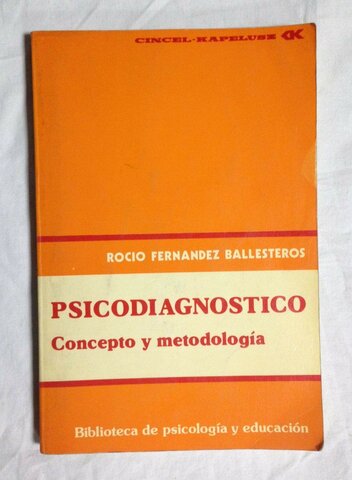 CINCEL-KAPELUSZ CK
ROCIO FERNANDEZ BALLESTEROS
PSICODIAGNOSTICO
Concepto y metodología
Biblioteca de psicología y educación